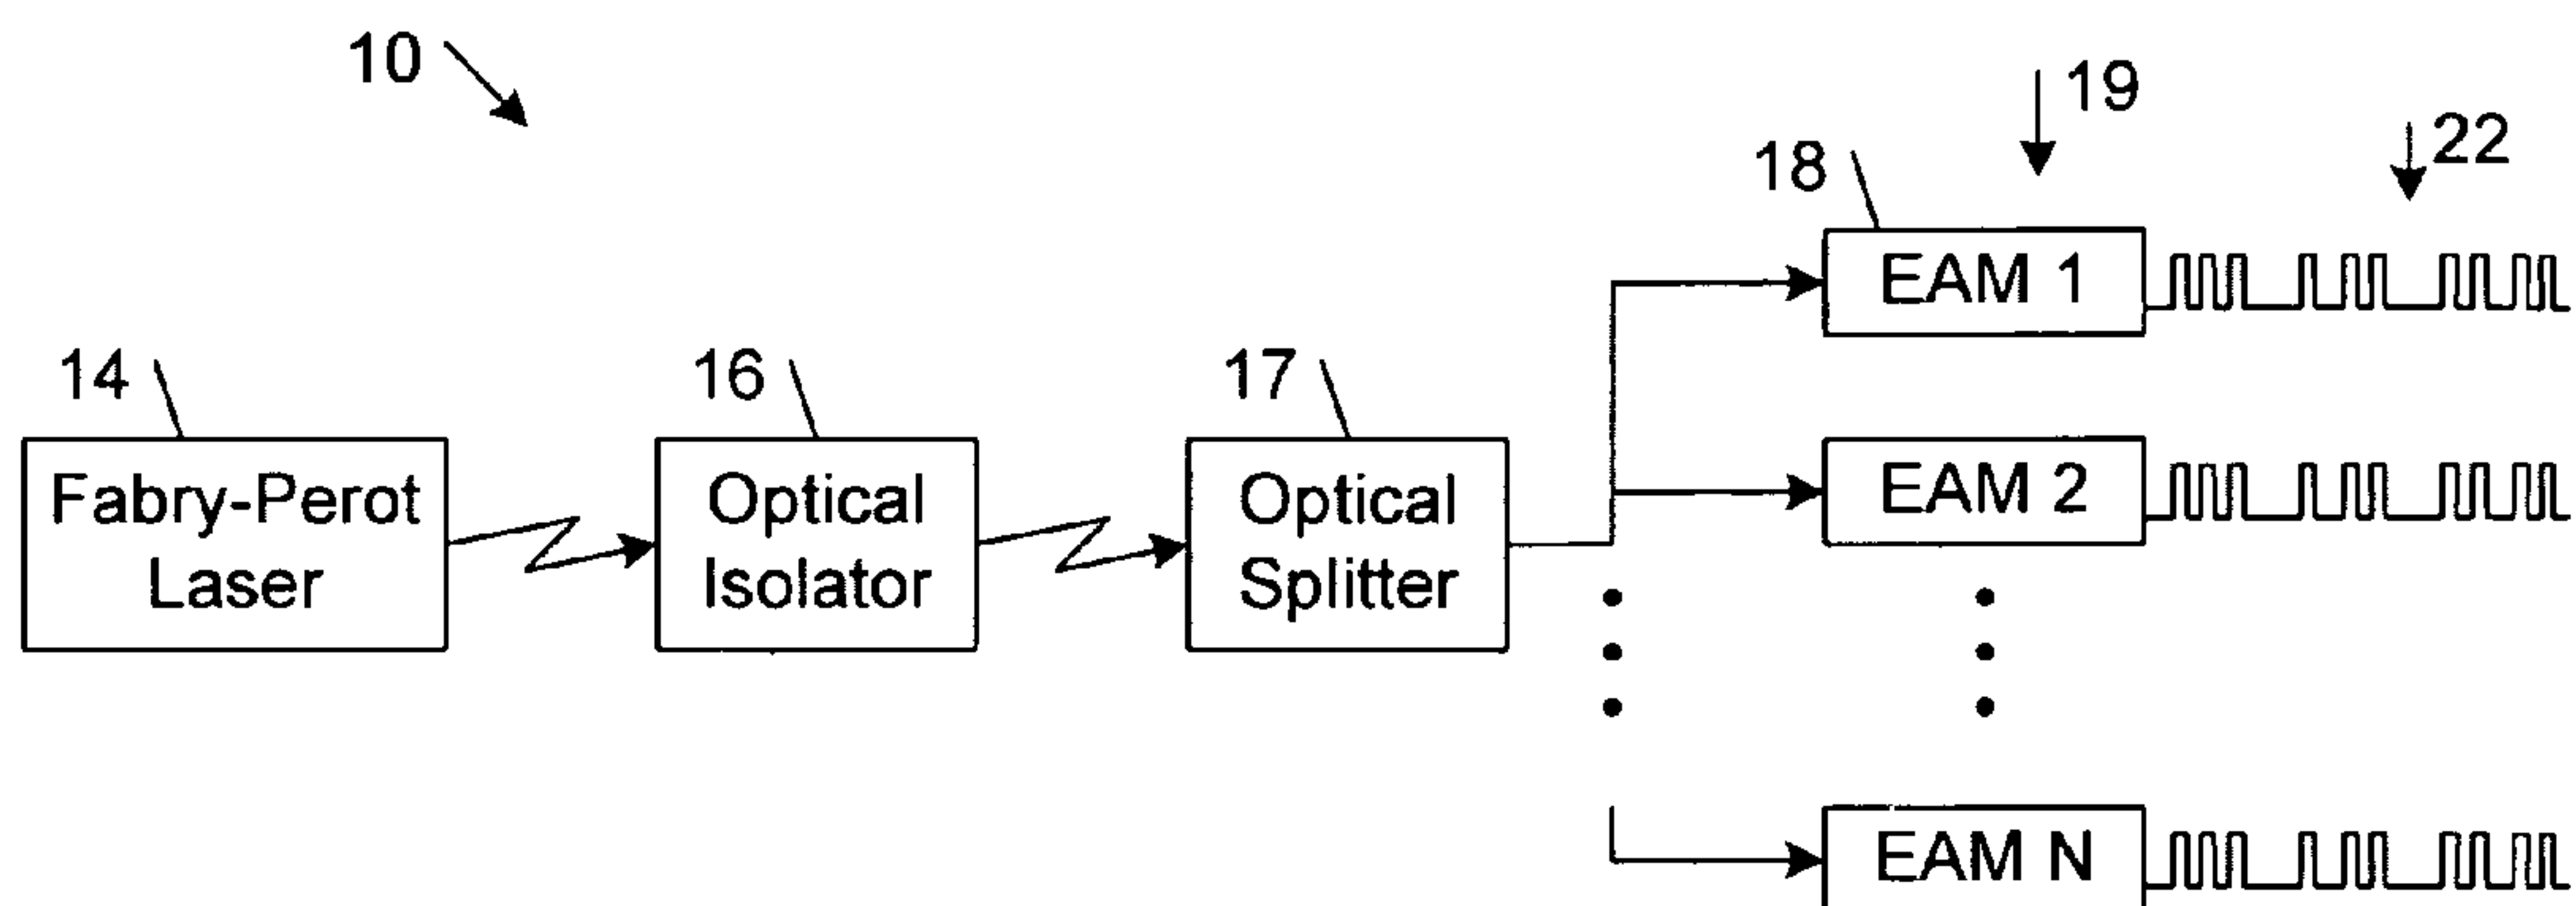 10
19
22
18
EAM 1
14
16
17
Fabry-Perot
Laser
Optical
Isolator
Optical
Splitter
EAM 2
EAM N